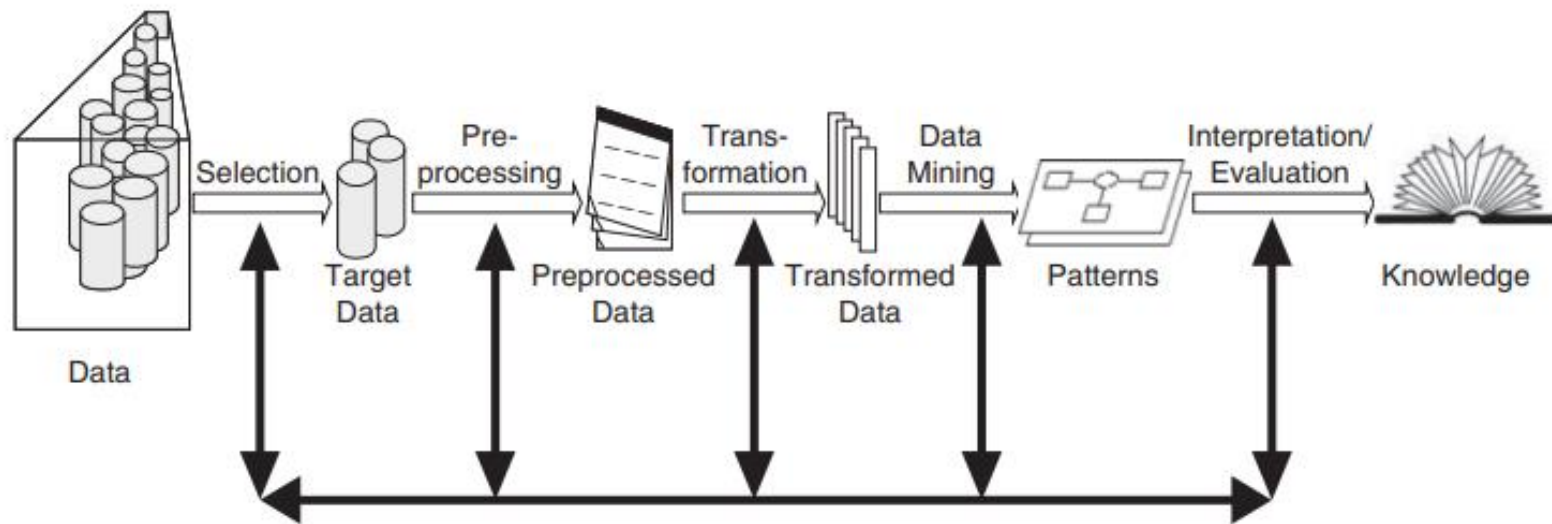 Selection
Pre-
processing
Trans-
formation
Data
Mining
Interpretation/
Evaluation
Data
Target
Data
Preprocessed
Data
Transformed
Data
Patterns
Knowledge